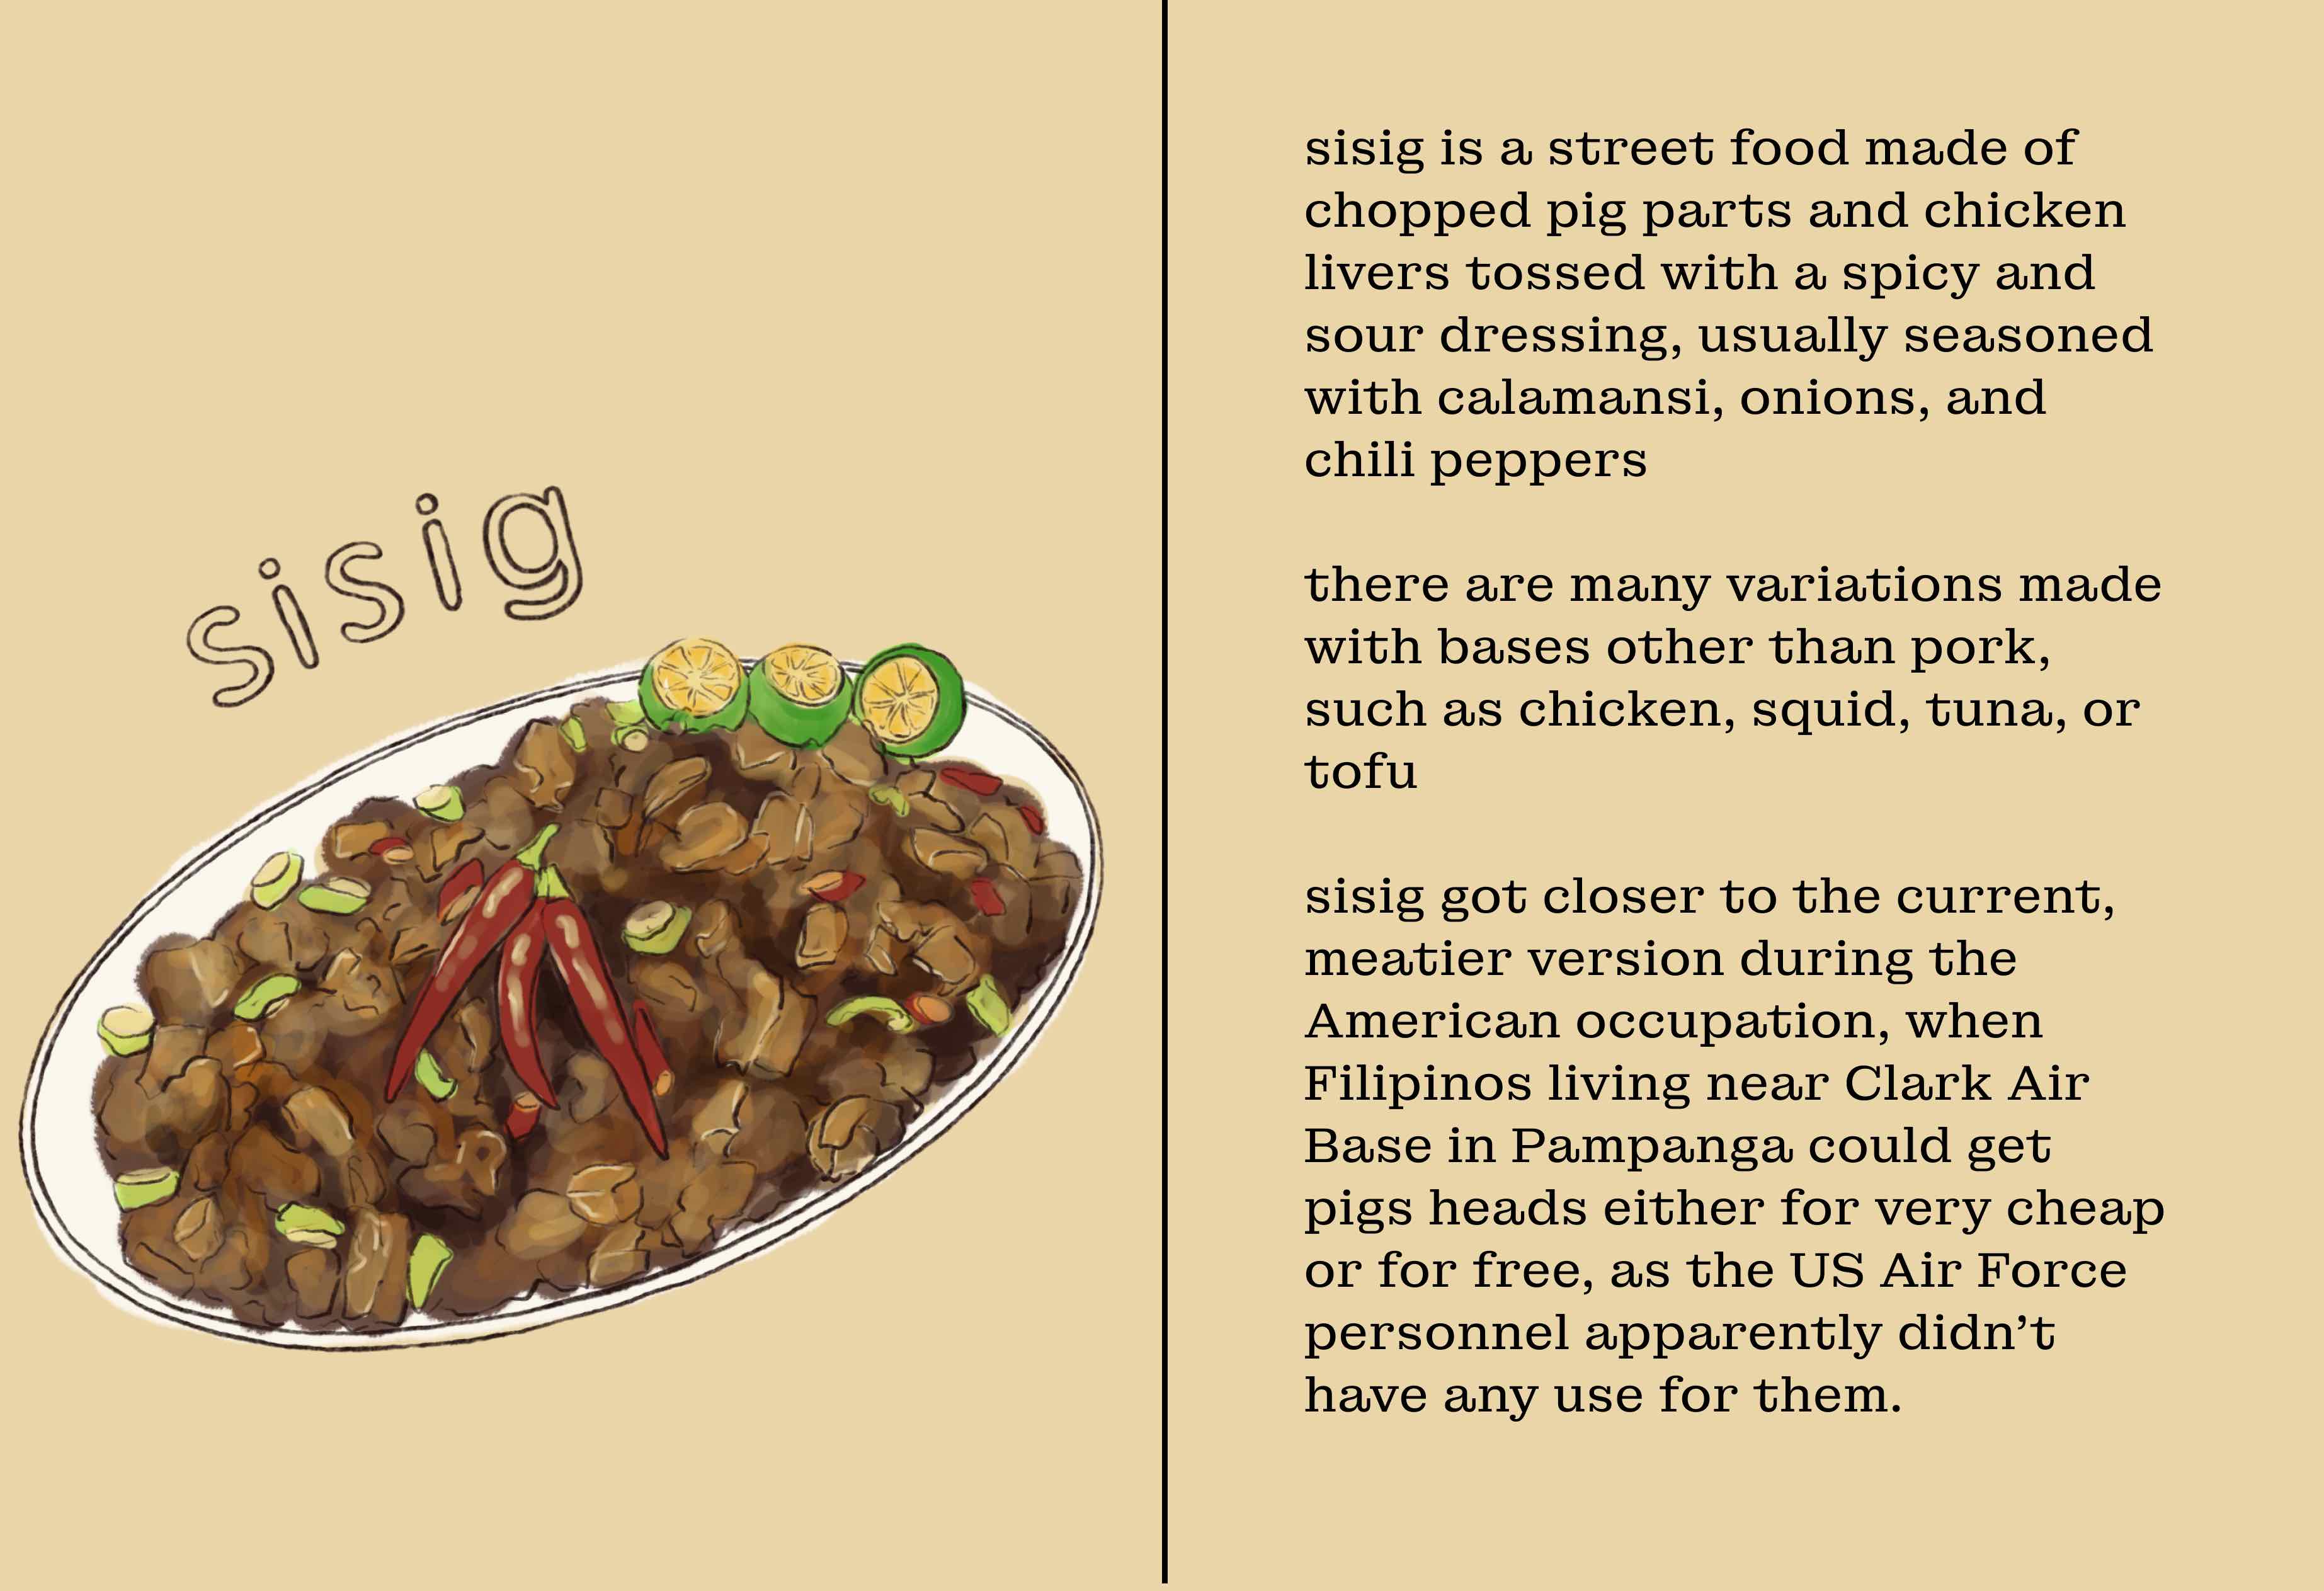 sisig
sisig is a street food made of
chopped pig parts and chicken
livers tossed with a spicy and
sour dressing, usually seasoned
with calamansi, onions, and
chili peppers
there are many variations made
with bases other than pork,
such as chicken, squid, tuna, or
tofu
sisig got closer to the current,
meatier version during the
American occupation, when
Filipinos living near Clark Air
Base in Pampanga could get
pigs heads either for very cheap
or for free, as the US Air Force
personnel apparently didn’t
have any use for them.